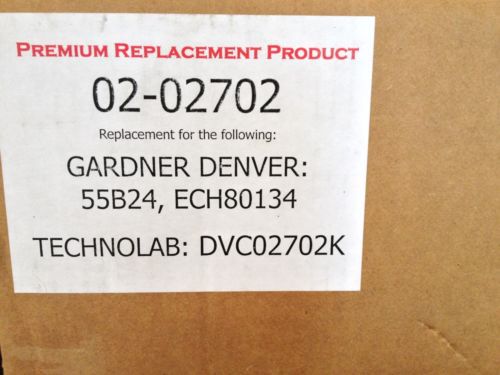 PREMIUM REPLACEMENT PRODUCT
02-02702
Replacement for the following:
GARDNER DENVER:
55B24, ECH80134
TECHNOLAB: DVC02702K